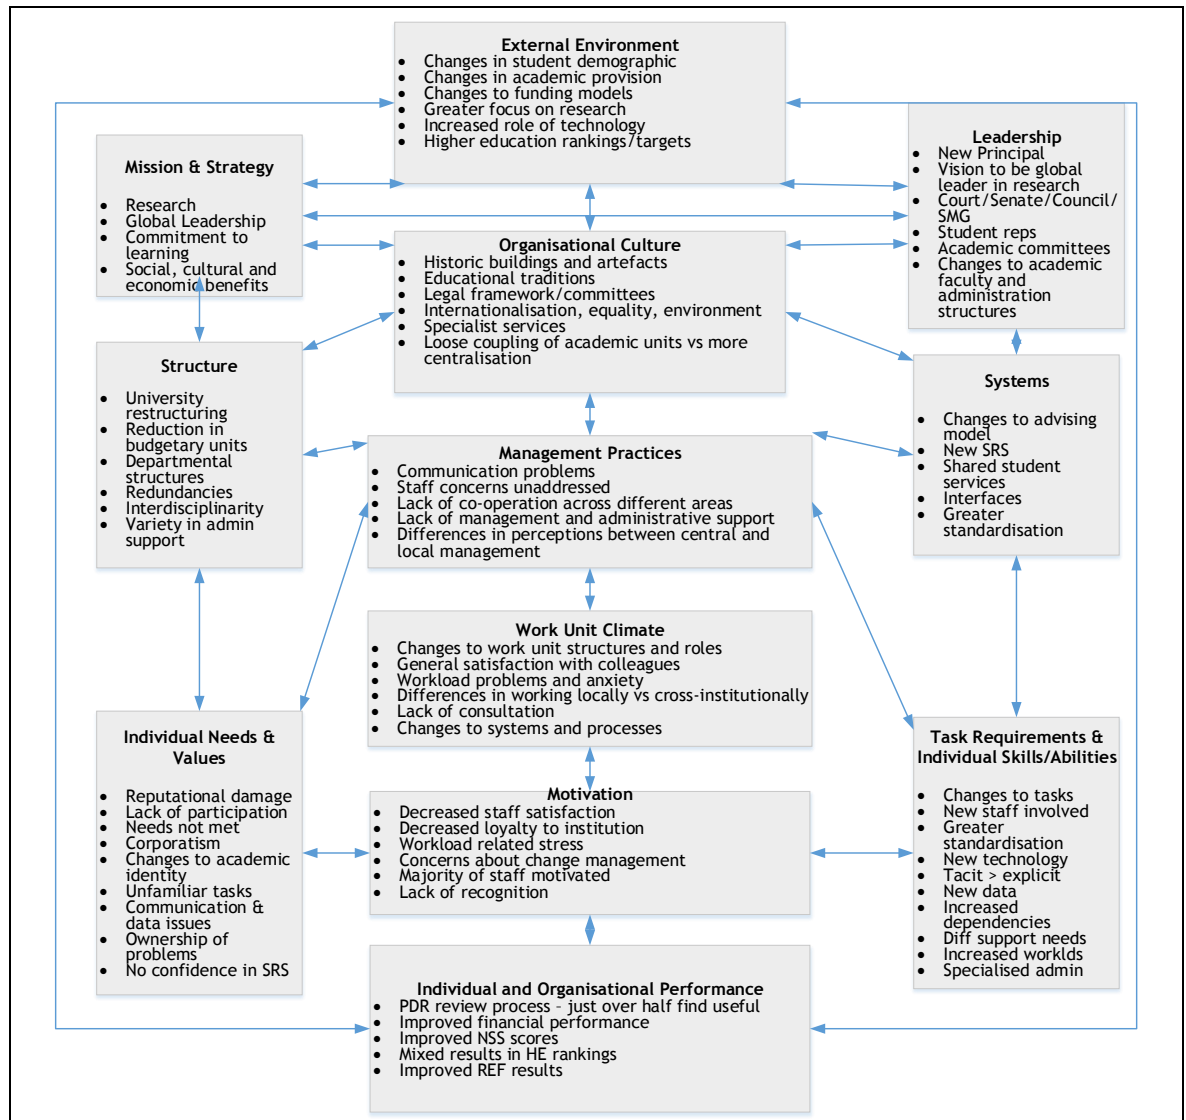 External Environment
• Changes in student demographic
• Changes in academic provision
• Changes to funding models
• Greater focus on research
• Increased role of technology
• Higher education rankings/targets
Mission & Strategy
• Research
• Global Leadership
• Commitment to
learning
• Social, cultural and
economic benefits
Leadership
• New Principal
• Vision to be global
leader in research
• Court/Senate/Council/
SMG
• Student reps
• Academic committees
• Changes to academic
faculty and
administration
structures
Organisational Culture
• Historic buildings and artefacts
• Educational traditions
• Legal framework/committees
• Internationalisation, equality, environment
• Specialist services
• Loose coupling of academic units vs more
centralisation
Structure
• University
restructuring
• Reduction in
budgetary units
• Departmental
structures
• Redundancies
• Interdisciplinarity
• Variety in admin
support
Systems
• Changes to advising
model
• New SRS
• Shared student
services
• Interfaces
• Greater
standardisation
Management Practices
• Communication problems
• Staff concerns unaddressed
• Lack of co-operation across different areas
• Lack of management and administrative support
• Differences in perceptions between central and
local management
Work Unit Climate
• Changes to work unit structures and roles
• General satisfaction with colleagues
• Workload problems and anxiety
• Differences in working locally vs cross-institutionally
• Lack of consultation
• Changes to systems and processes
Individual Needs &
Values
• Reputational damage
• Lack of participation
• Needs not met
• Corporatism
• Changes to academic
identity
• Unfamiliar tasks
• Communication &
data issues
• Ownership of
problems
• No confidence in SRS
Motivation
• Decreased staff satisfaction
• Decreased loyalty to institution
• Workload related stress
• Concerns about change management
• Majority of staff motivated
• Lack of recognition
Task Requirements &
Individual Skills/Abilities
• Changes to tasks
• New staff involved
• Greater
standardisation
• New technology
• Tacit > explicit
• New data
• Increased
dependencies
• Diff support needs
• Increased worklds
• Specialised admin
Individual and Organisational Performance
• PDR review process – just over half find useful
• Improved financial performance
• Improved NSS scores
• Mixed results in HE rankings
• Improved REF results